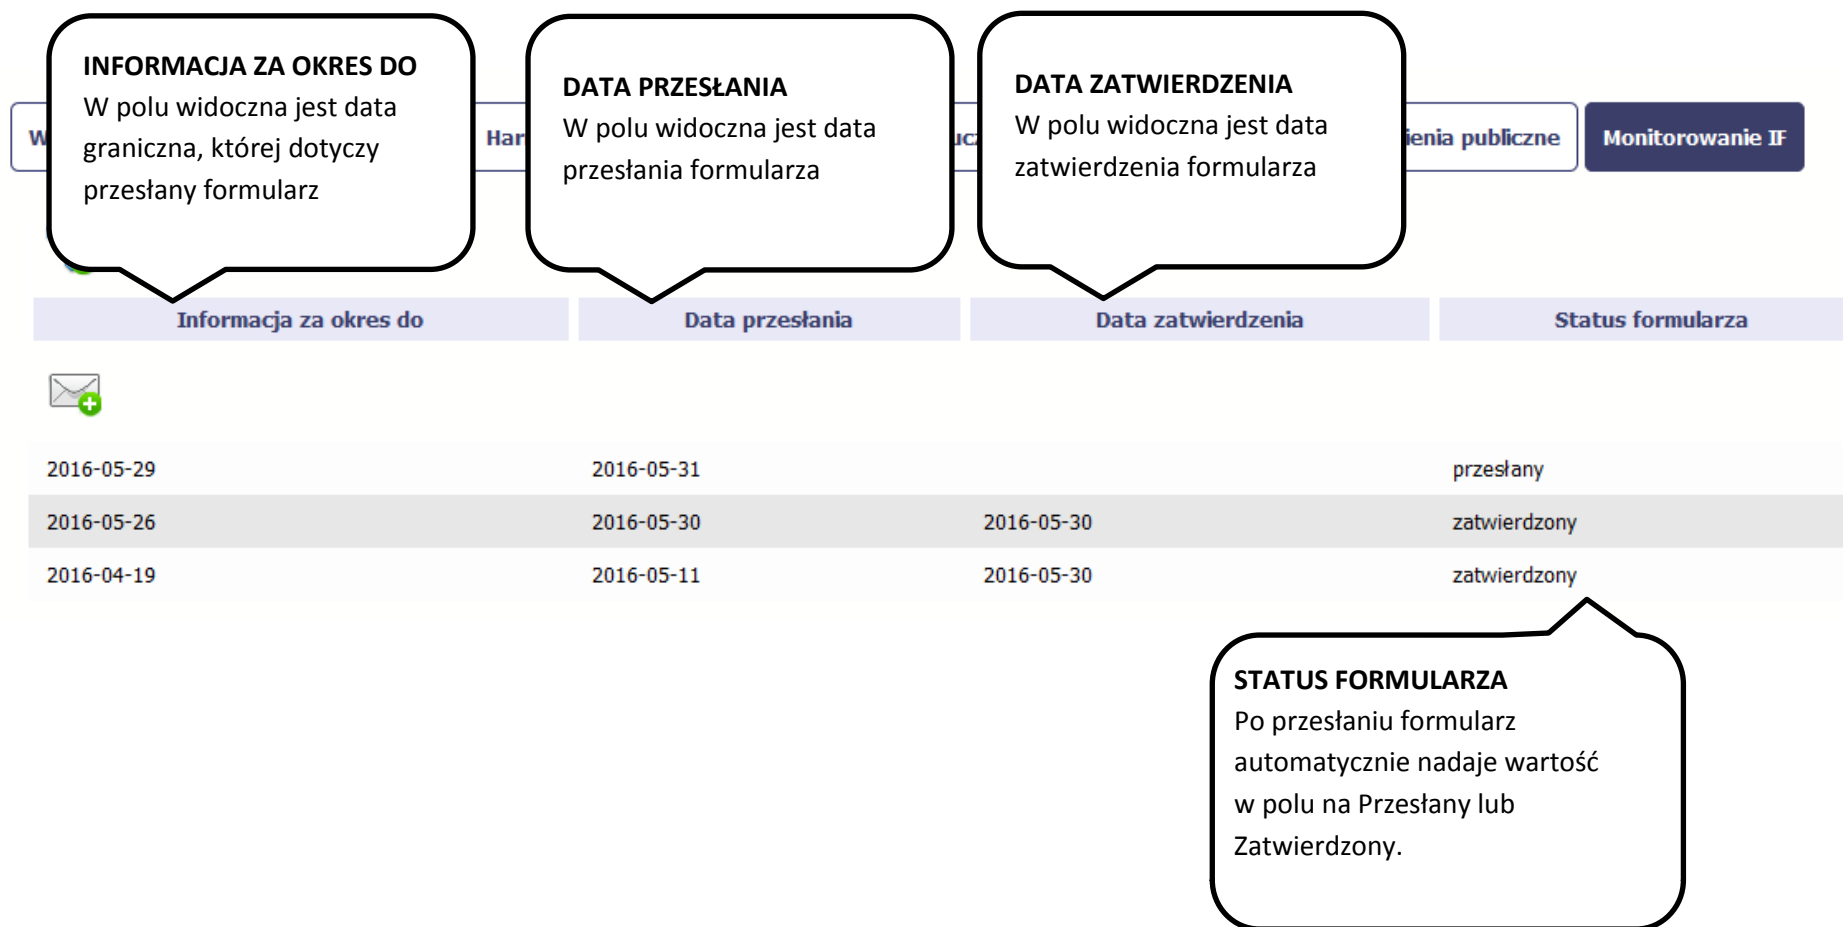 INFORMACJA ZA OKRES DO
W polu widoczna jest data
graniczna, której dotyczy
przesłany formularz
DATA PRZESŁANIA
W polu widoczna jest data
przesłania formularza
DATA ZATWIERDZENIA
W polu widoczna jest data
zatwierdzenia formularza
publiczne
Monitorowanie IF
Informacja za okres do
Data przesłania
Data zatwierdzenia
Status formularza
2016-05-29 2016-05-31 przesłany
2016-05-26 2016-05-30 2016-05-30 zatwierdzony
2016-04-19 2016-05-11 2016-05-30 zatwierdzony
STATUS FORMULARZA
Po przesłaniu formularz
automatycznie nadaje wartość
w polu na Przesłany lub
Zatwierdzony.